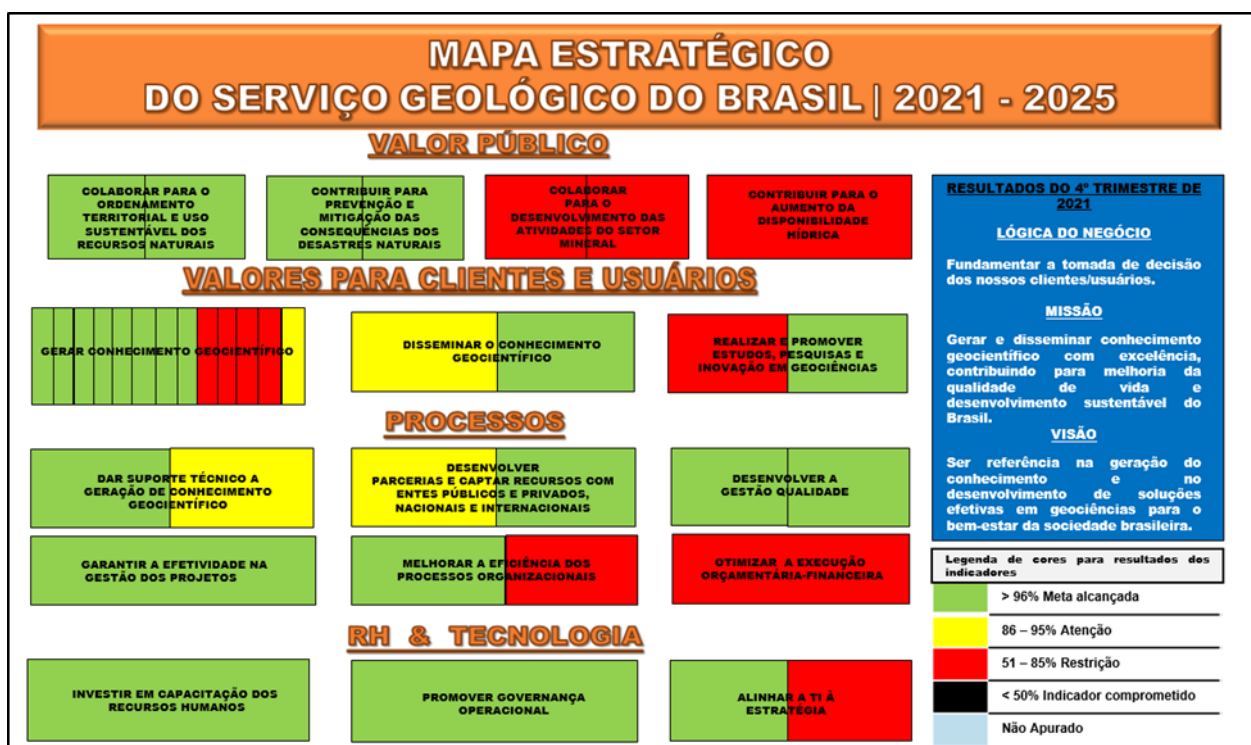 MAPA ESTRATÉGICO
DO SERVIÇO GEOLÓGICO DO BRASIL | 2021 - 2025
VALOR PÚBLICO
COLABORAR PARA O
ORDENAMENTO
TERRITORIAL E USO
SUSTENTÁVEL DOS
RECURSOS NATURAIS
CONTRIBUIR PARA
PREVENÇÃO E
MITIGAÇÃO DAS
CONSEQUÊNCIAS DOS
DESASTRES NATURAIS
COLABORAR
PARA O
DESENVOLVIMENTO DAS
ATIVIDADES DO SETOR
MINERAL
CONTRIBUIR PARA O
AUMENTO DA
DISPONIBILIDADE
HÍDRICA
VALORES PARA CLIENTES E USUÁRIOS
GERAR CONHECIMENTO GEOCIENTÍFICO
DISSEMINAR O CONHECIMENTO
GEOCIENTÍFICO
REALIZAR E PROMOVER
ESTUDOS, PESQUISAS E
INOVAÇÃO EM GEOCIÊNCIAS
PROCESSOS
DAR SUPORTE TÉCNICO A
GERAÇÃO DE CONHECIMENTO
GEOCIENTÍFICO
DESENVOLVER
PARCERIAS E CAPTAR RECURSOS COM
ENTES PÚBLICOS E PRIVADOS,
NACIONAIS E INTERNACIONAIS
DESENVOLVER A
GESTÃO QUALIDADE
GARANTIR A EFETIVIDADE NA
GESTÃO DOS PROJETOS
MELHORAR A EFICIÊNCIA DOS
PROCESSOS ORGANIZACIONAIS
OTIMIZAR A EXECUÇÃO
ORÇAMENTÁRIA-FINANCEIRA
RH & TECNOLOGIA
INVESTIR EM CAPACITAÇÃO DOS
RECURSOS HUMANOS
PROMOVER GOVERNANÇA
OPERACIONAL
ALINHAR A TI À
ESTRATÉGIA
RESULTADOS DO 4º TRIMESTRE DE
2021
LÓGICA DO NEGÓCIO
Fundamentar a tomada de decisão
dos nossos clientes/usuários.
MISSÃO
Gerar e disseminar conhecimento
geocientífico com excelência,
contribuindo para melhoria da
qualidade de vida e
desenvolvimento sustentável do
Brasil.
VISÃO
Ser referência na geração do
conhecimento e no
desenvolvimento de soluções
efetivas em geociências para o
bem-estar da sociedade brasileira.
Legenda de cores para resultados dos
indicadores
> 96% Meta alcançada
86 – 95% Atenção
51 – 85% Restrição
< 50% Indicador comprometido
Não Apurado